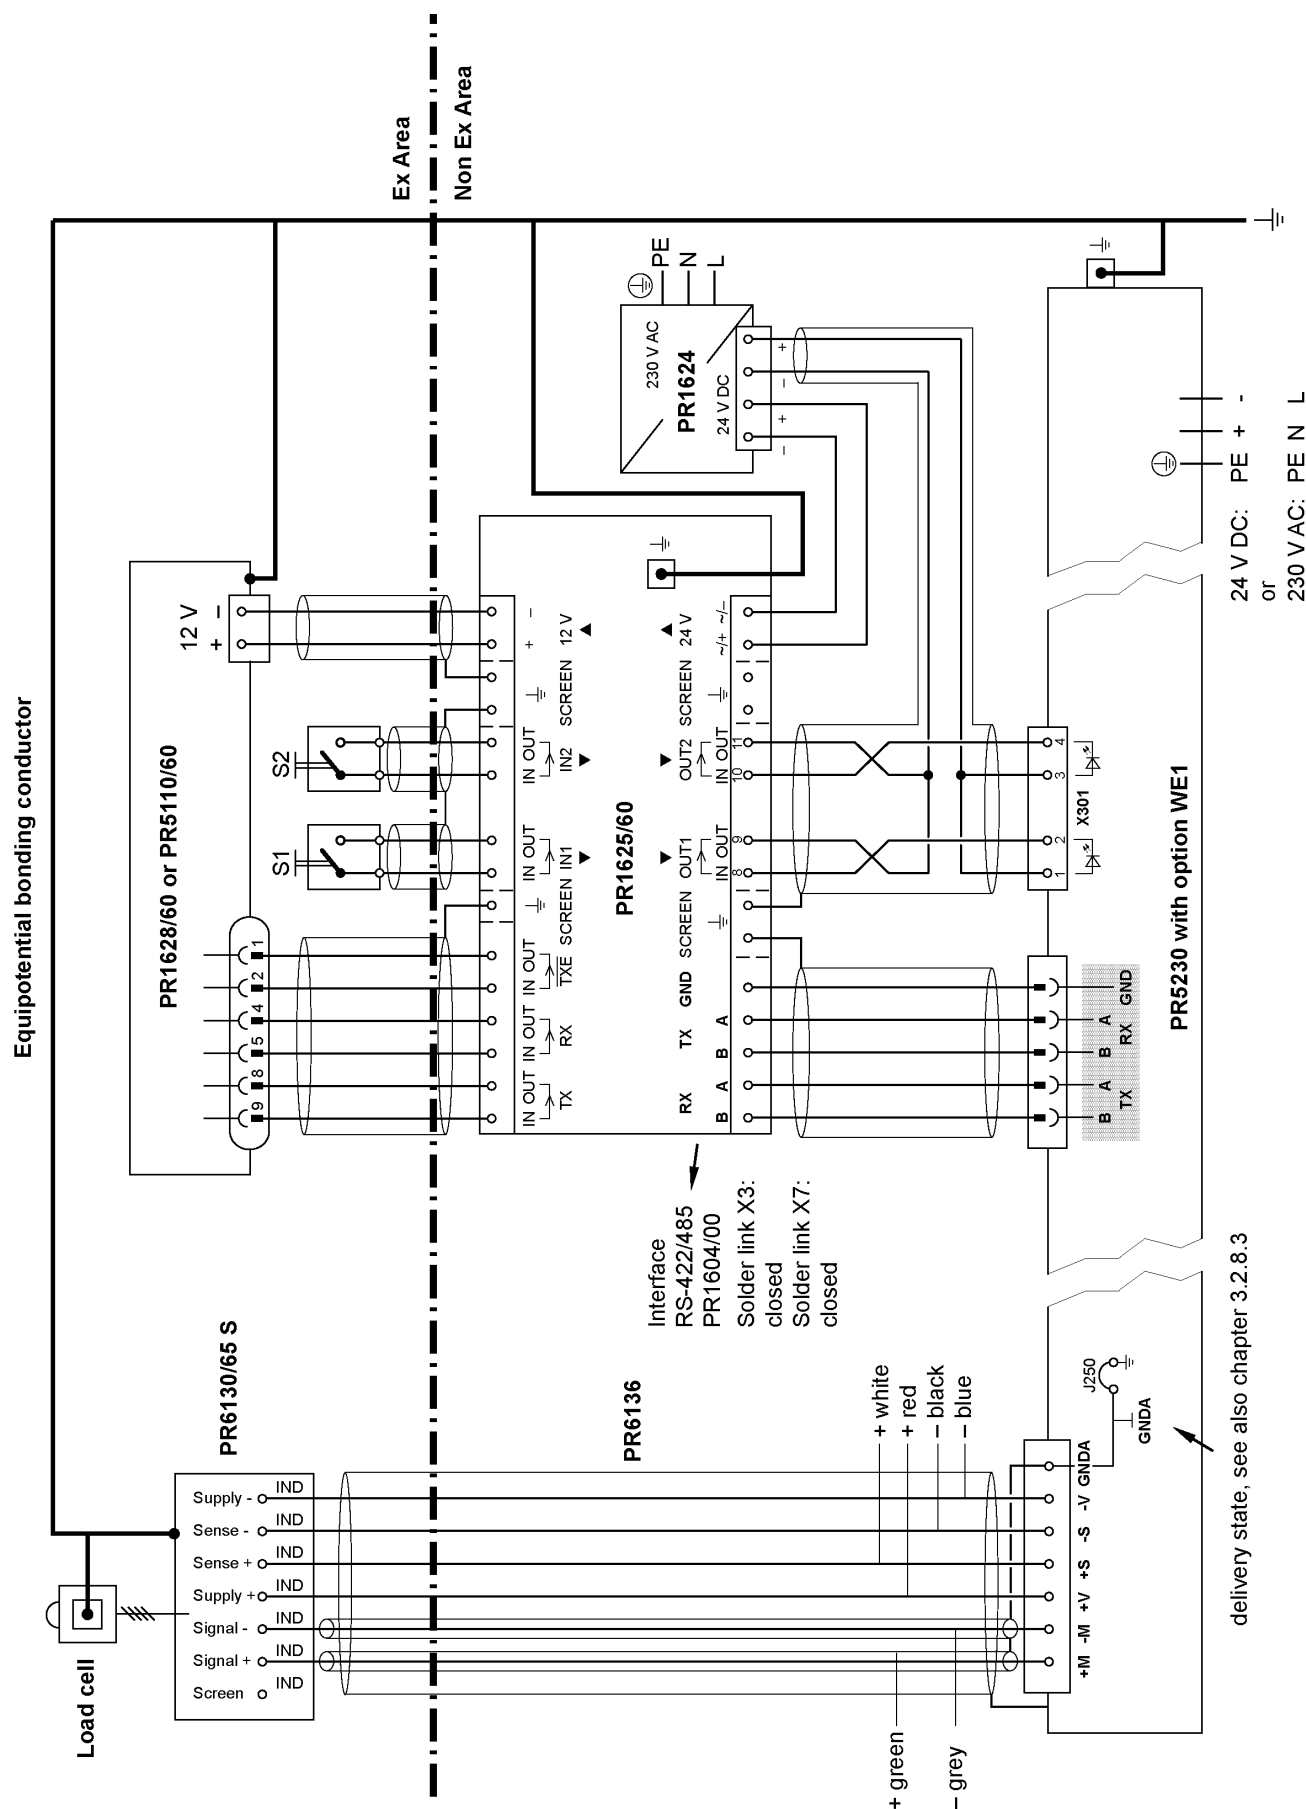 Equipotential bonding conductor
Ex Area
Non Ex Area
PR1628/60 or PR5110/60
12 V
+ −
1
2
4
5
8
9
S2
S1
230 V AC
PR1624
24 V DC
PE
N
L
+
−
+
−
− +
12 V
SCREEN
IN OUT
IN2
IN OUT
IN1
SCREEN
IN OUT
TXE
IN OUT
RX
IN OUT
TX
PR1625/60
~/+ ~/−
24 V
SCREEN
OUT2
IN OUT
10 11
OUT1
IN OUT
8 9
SCREEN
GND
TX
B A
RX
B A
X301
1 2 3 4
GND
RX
B A
TX
B A
PR5230 with option WE1
24 V DC: PE + -
or
230 V AC: PE N L
Interface
RS-422/485
PR1604/00
Solder link X3:
closed
Solder link X7:
closed
Load cell
PR6130/65 S
Supply - IND
Sense - IND
Sense + IND
Supply + IND
Signal - IND
Signal + IND
Screen IND
PR6136
+ white
+ red
− black
− blue
+ green
− grey
+M -M +V +S -S -V GNDA
J250
GNDA
delivery state, see also chapter 3.2.8.3